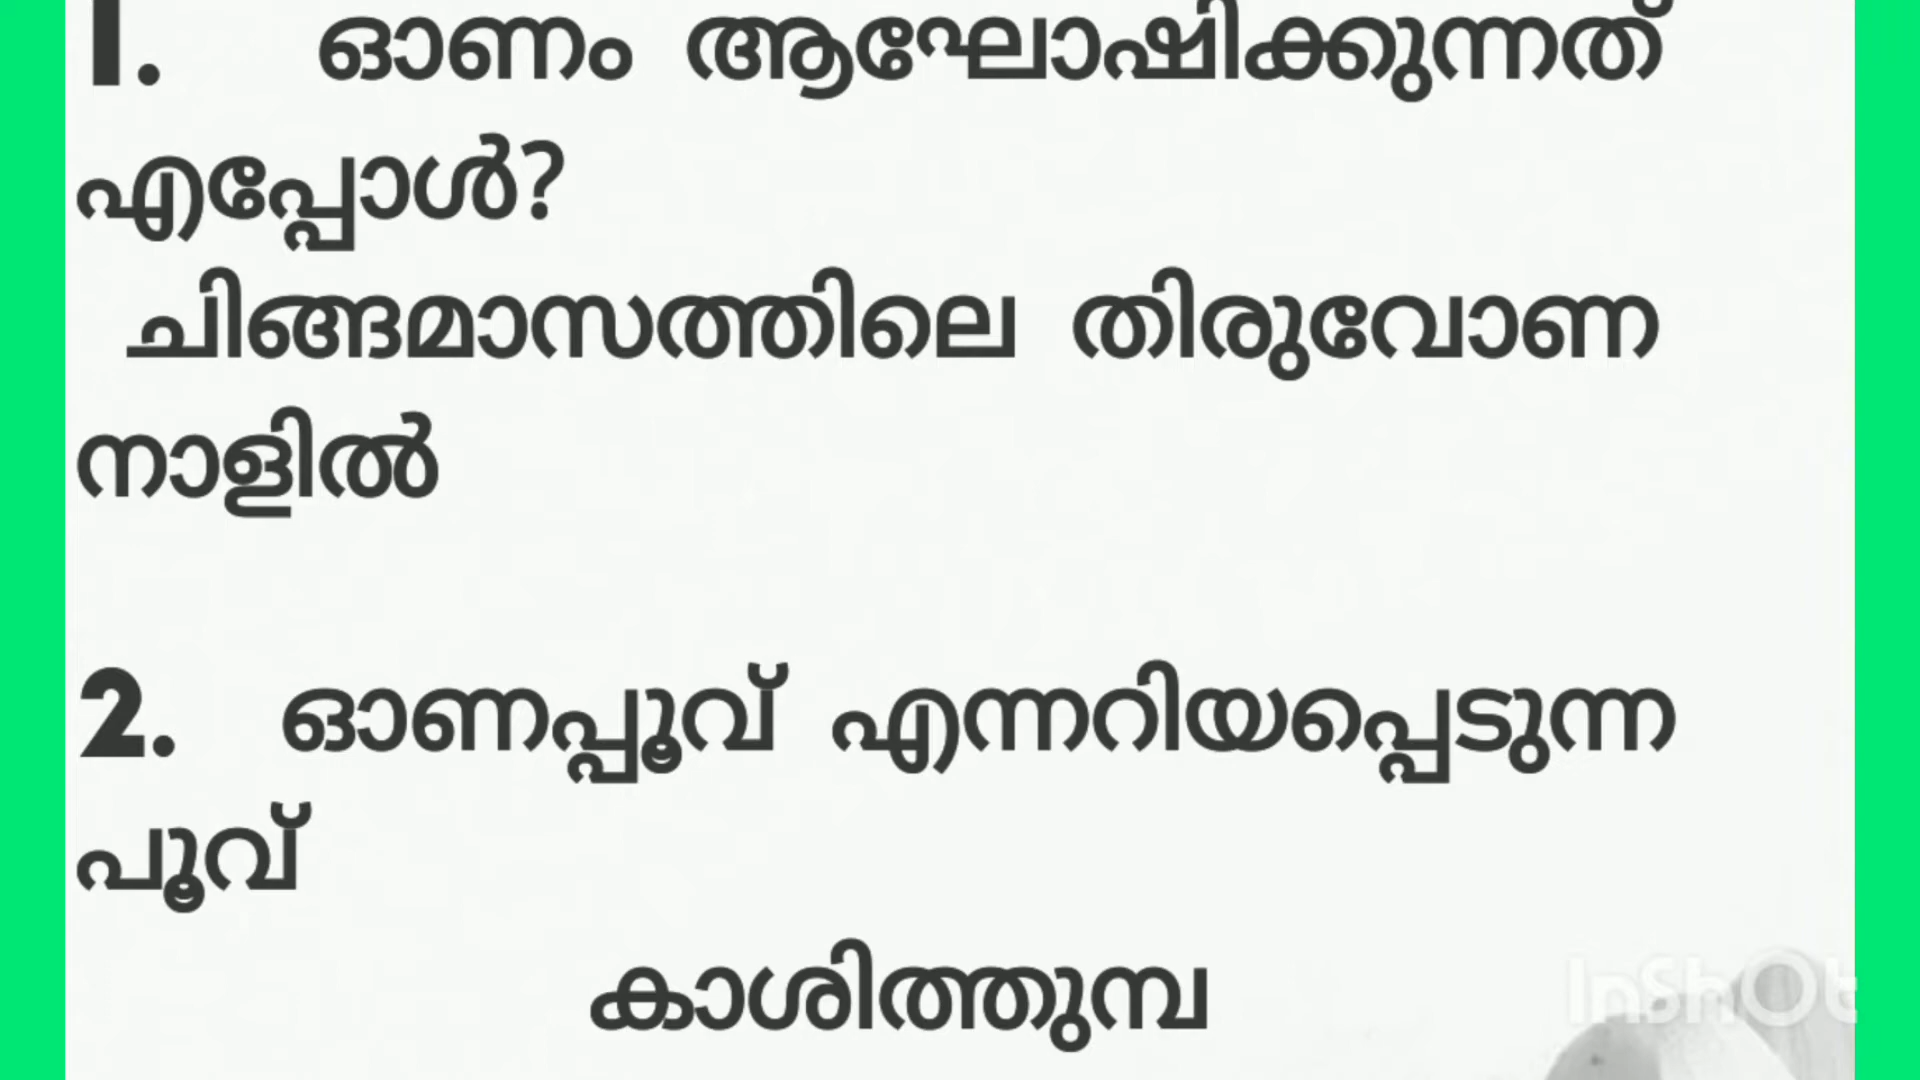 1. ഓണം ആഘോഷിക്കുന്നത്
എപ്പോൾ?
ചിങ്ങമാസത്തിലെ തിരുവോണ
നാളിൽ
2. ഓണപ്പൂവ് എന്നറിയപ്പെടുന്ന
പൂവ്
കാശിത്തുമ്പ
InShOt